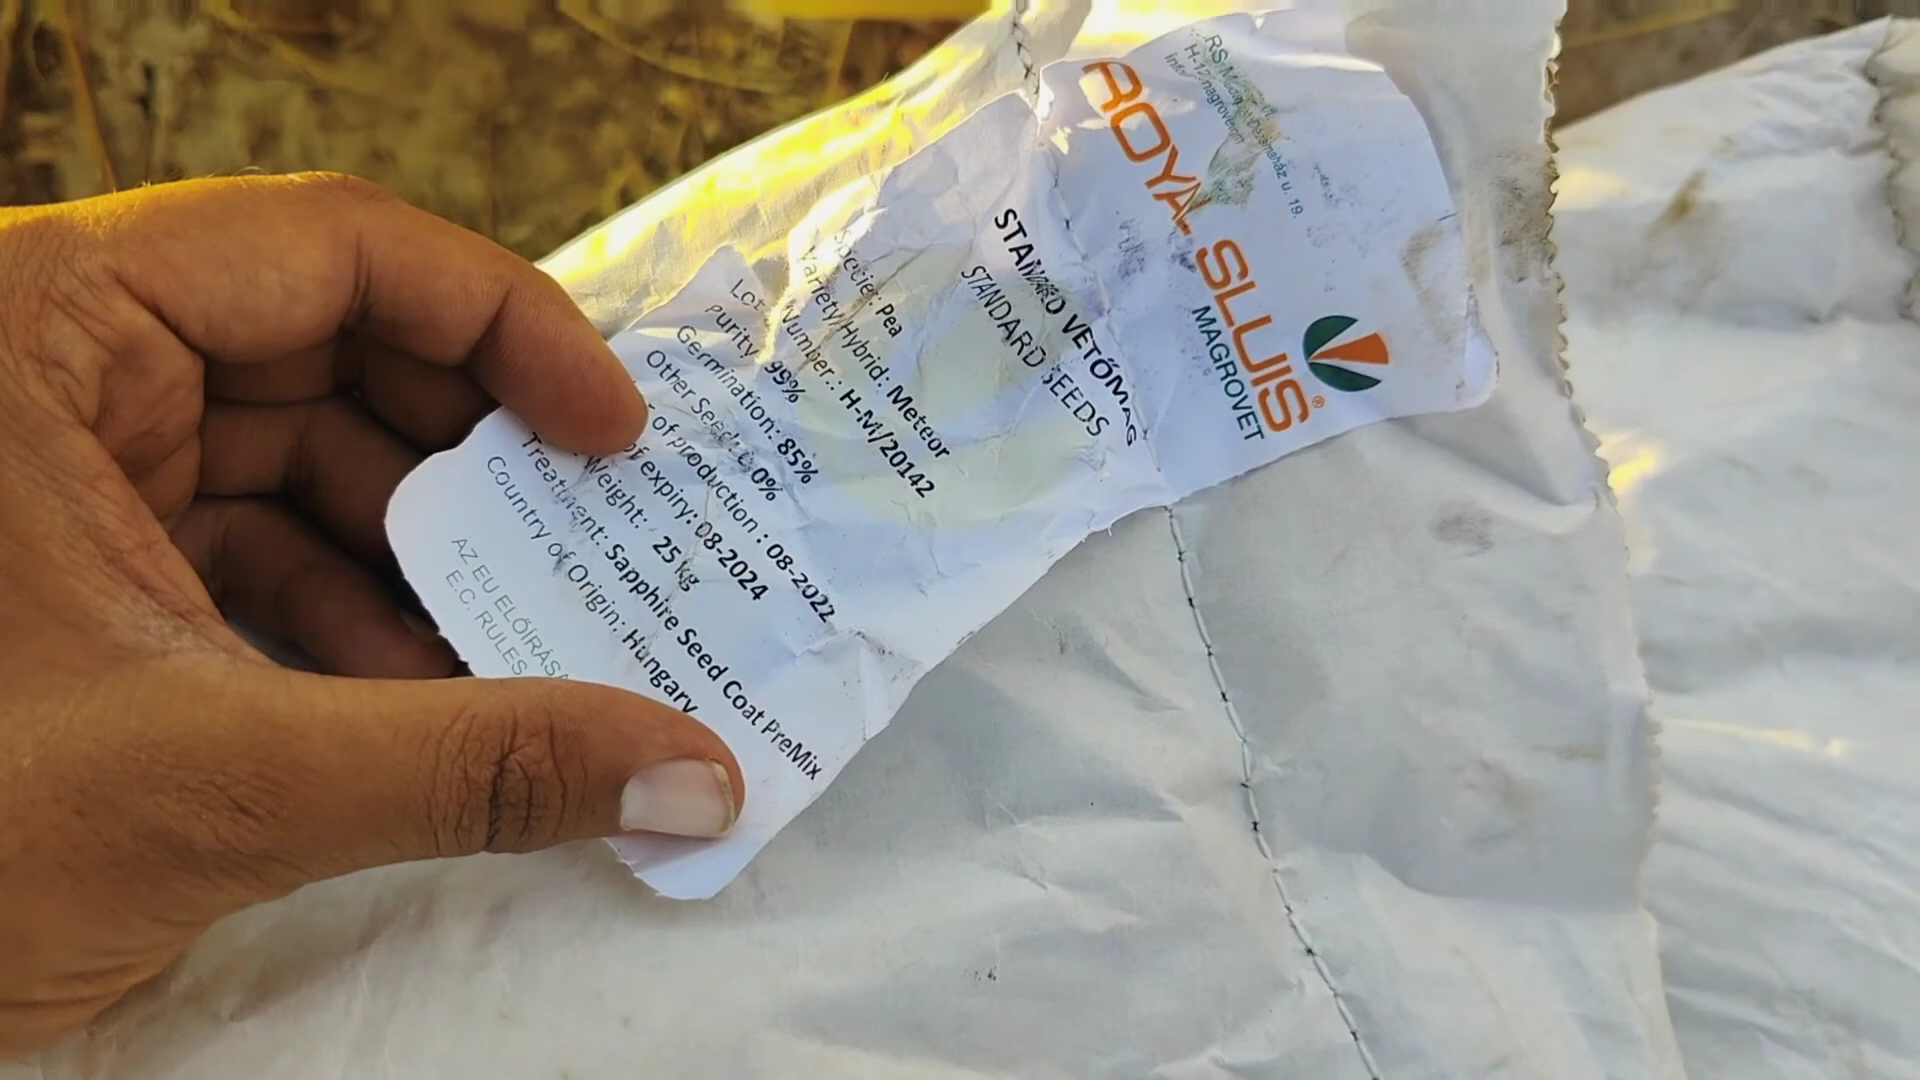 ROYAL SLUIS®
MAGROVET
STANDARD VETŐMAG
STANDARD SEEDS
: Pea
Variety/Hybrid: Meteor
Lot Number.: H-M/20142
Purity 99%
Germination: 85%
Other Seed: 0%
of production : 08-2022
of expiry: 08-2024
Weight: 25 kg
Treatment: Sapphire Seed Coat PreMix
Country of Origin: Hungary
AZ EU
E.C. RULES